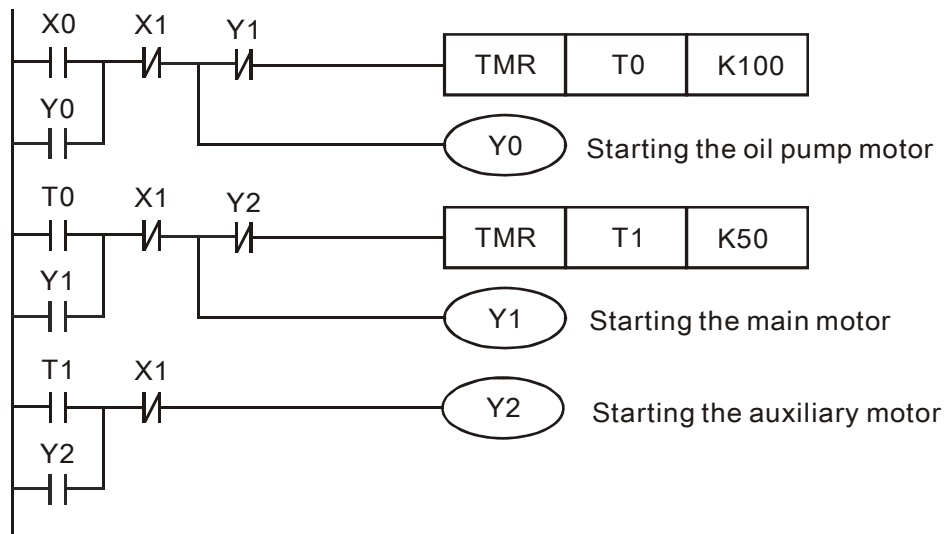 X0 X1 Y1
TMR T0 K100
Y0
Y0 Starting the oil pump motor
T0 X1 Y2
TMR T1 K50
Y1
Y1 Starting the main motor
T1 X1
Y2 Starting the auxiliary motor
Y2